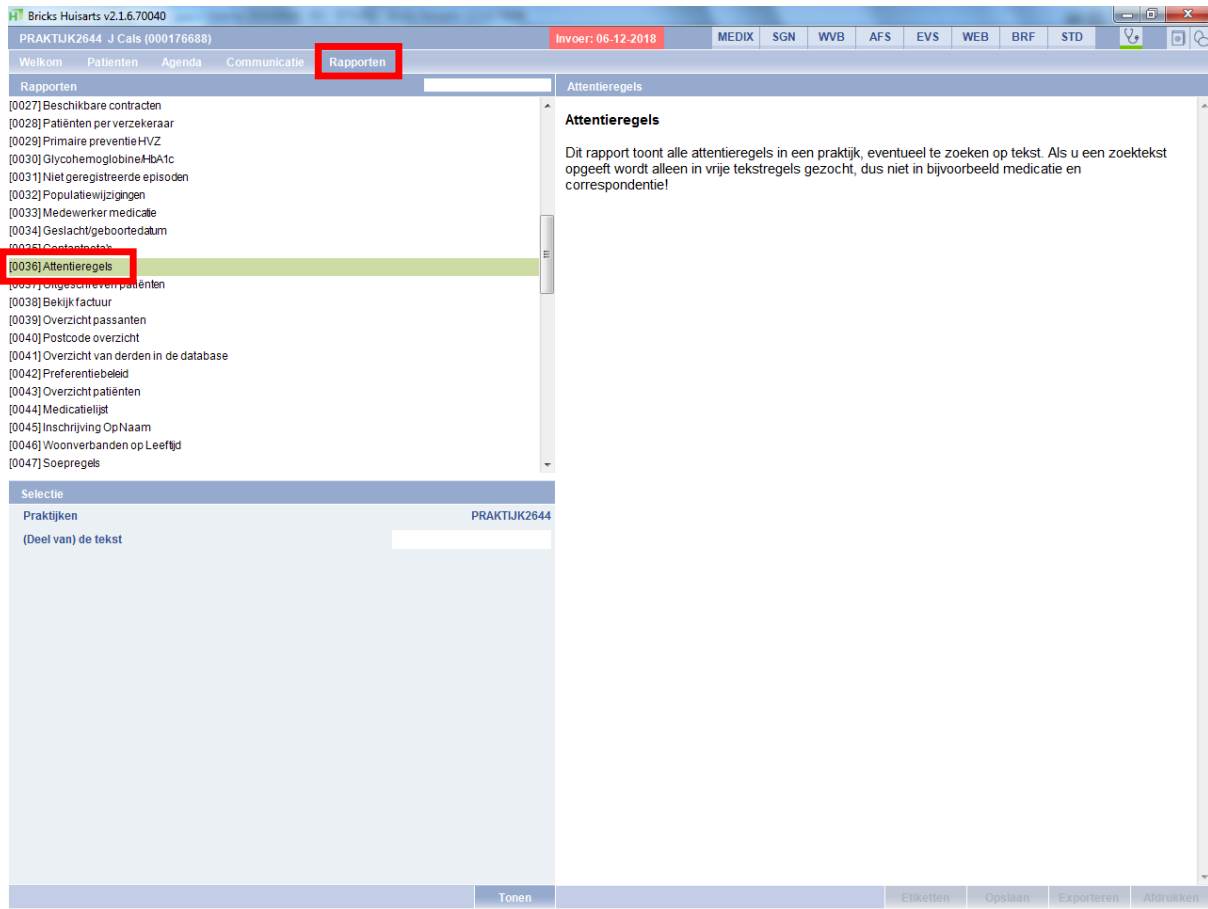 Bricks Huisarts v2.1.6.70040
PRAKTIJK2644 J Cals (000176688)
Invoer: 06-12-2018
MEDIX SGN WVB AFS EVS WEB BRF STD
Welkom Patienten Agenda Communicatie Rapporten
Rapporten
Attentieregels
[0027] Beschikbare contracten
[0028] Patiënten per verzekeraar
[0029] Primaire preventie HVZ
[0030] Glycohemoglobine/HbA1c
[0031] Niet geregistreerde episoden
[0032] Populatiewijzigingen
[0033] Medewerker medicatie
[0034] Geslacht/geboortedatum
[0035] Contantnota's
[0036] Attentieregels
[0037] Uitgeschreven patiënten
[0038] Bekijk factuur
[0039] Overzicht passanten
[0040] Postcode overzicht
[0041] Overzicht van derden in de database
[0042] Preferentiebeleid
[0043] Overzicht patiënten
[0044] Medicatielijst
[0045] Inschrijving Op Naam
[0046] Woonverbanden op Leeftijd
[0047] Soepregels
Attentieregels
Dit rapport toont alle attentieregels in een praktijk, eventueel te zoeken op tekst. Als u een zoektekst
opgeeft wordt alleen in vrije tekstregels gezocht, dus niet in bijvoorbeeld medicatie en
correspondentie!
Selectie
Praktijken PRAKTIJK2644
(Deel van) de tekst
Tonen
Etiketten Opslaan Exporteren Afdrukken